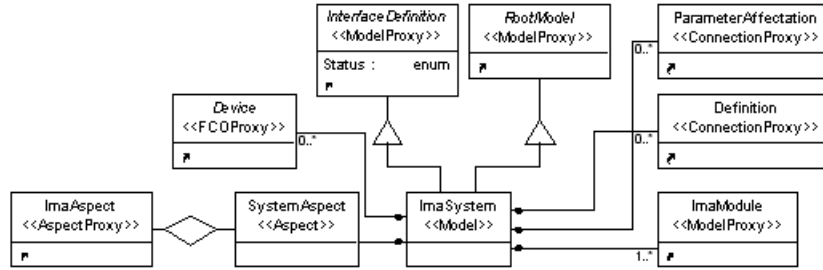 InterfaceDefinition
<<ModelProxy>>
Status : enum
RootModel
<<ModelProxy>>
ParameterAffectation
<<ConnectionProxy>>
0..*
Device
<<FCOProxy>>
0..*
Definition
<<ConnectionProxy>>
0..*
ImaAspect
<<AspectProxy>>
SystemAspect
<<Aspect>>
ImaSystem
<<Model>>
ImaModule
<<ModelProxy>>
1..*